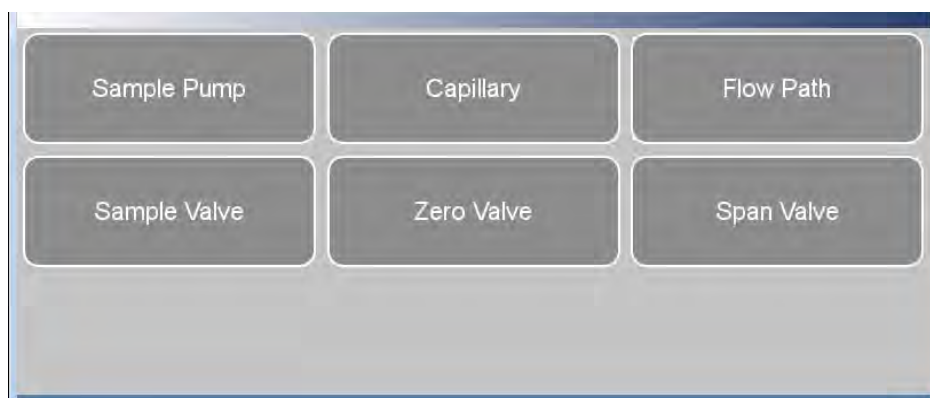 Sample Pump
Capillary
Flow Path
Sample Valve
Zero Valve
Span Valve